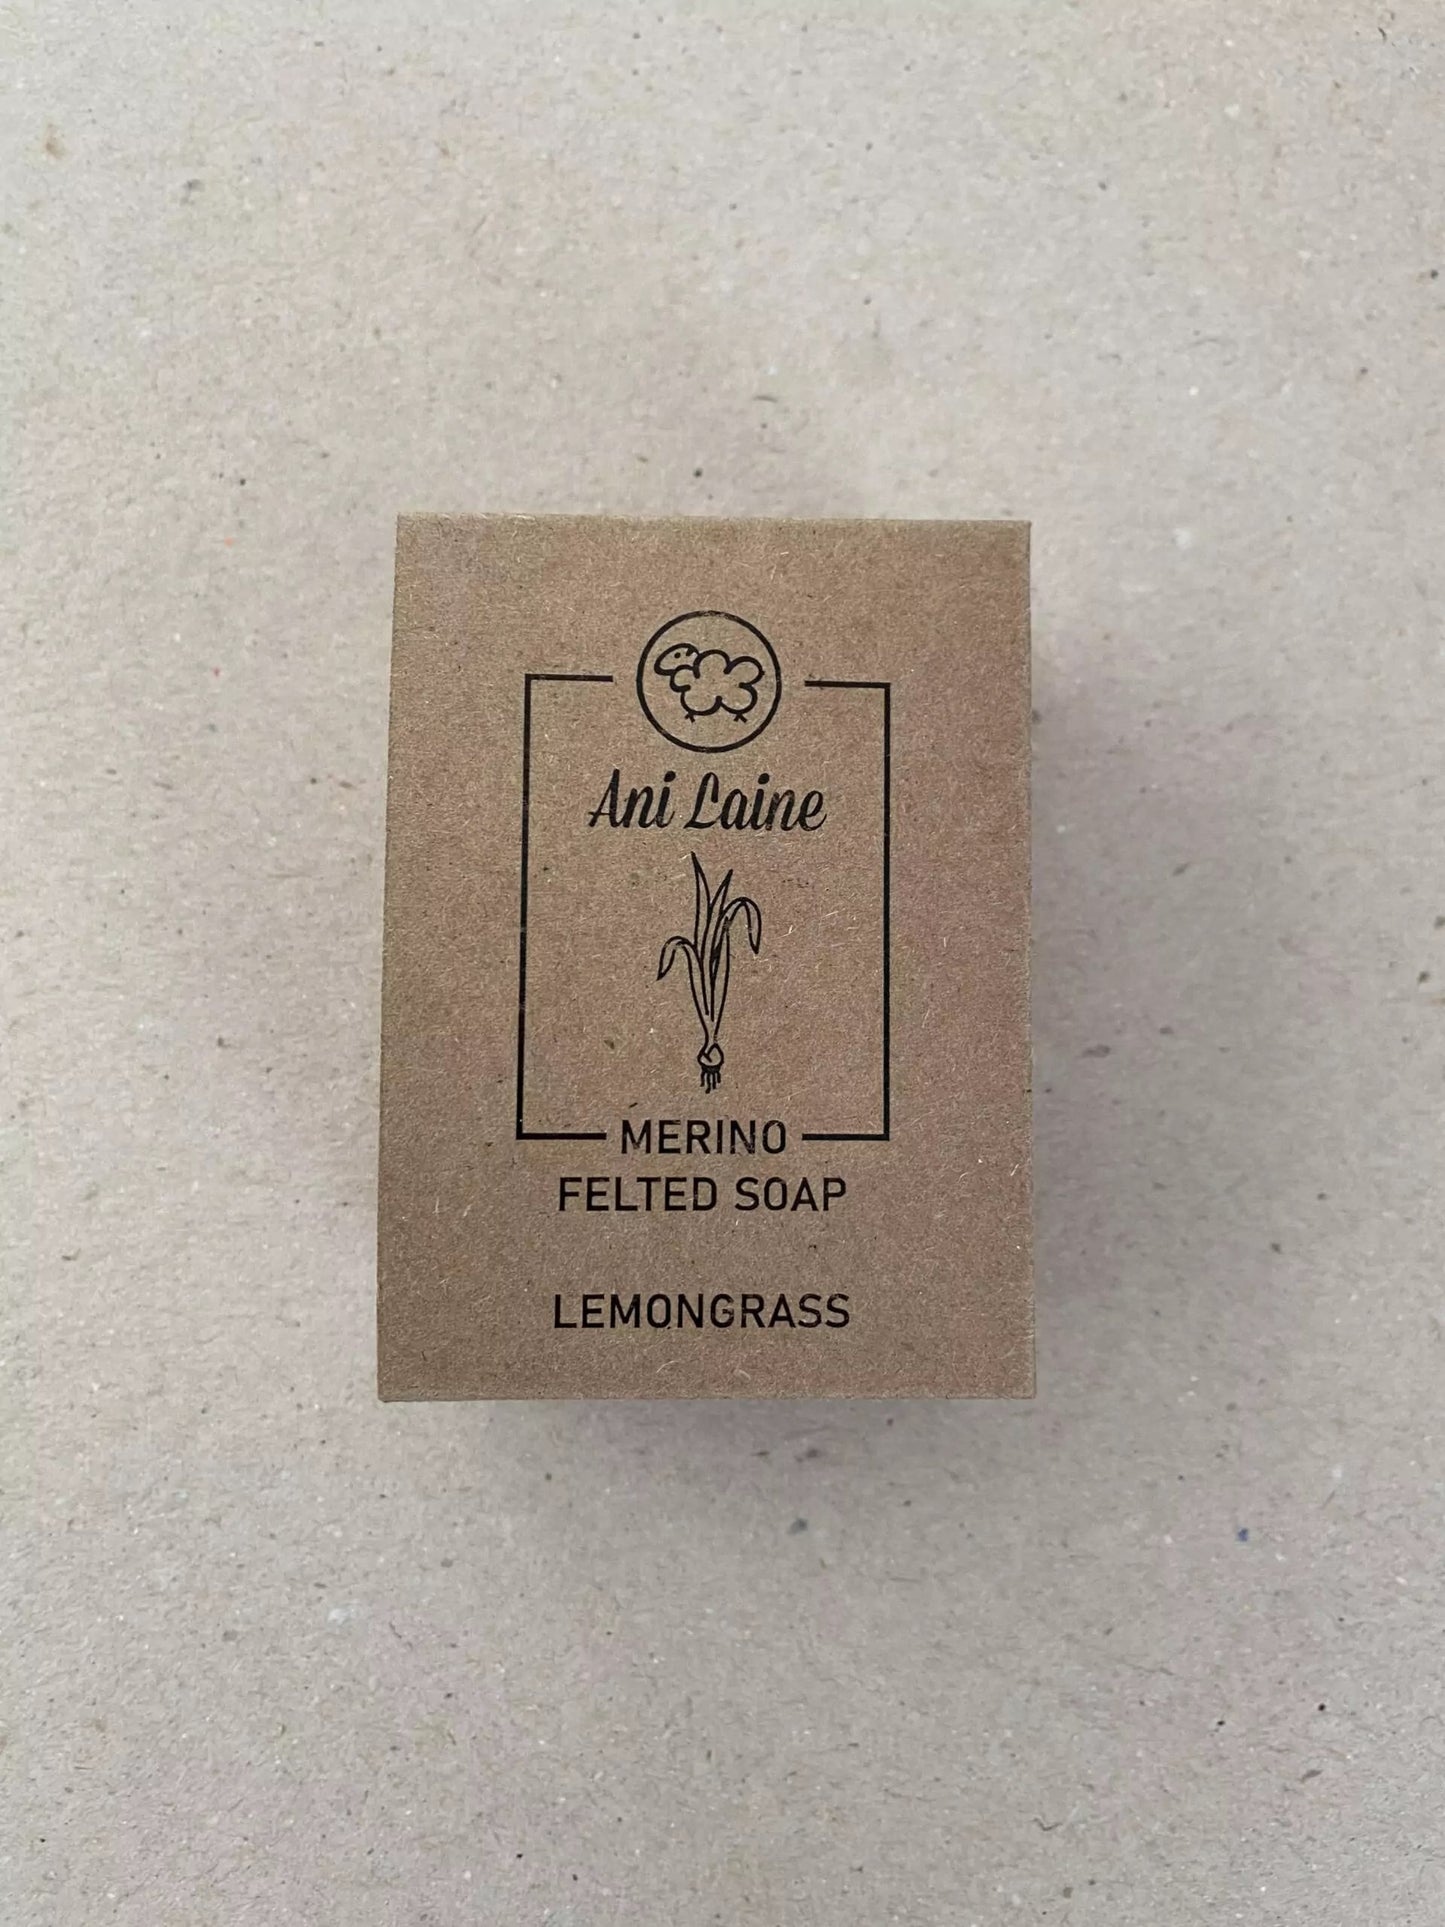 Ani Laine
MERINO
FELTED SOAP
LEMONGRASS